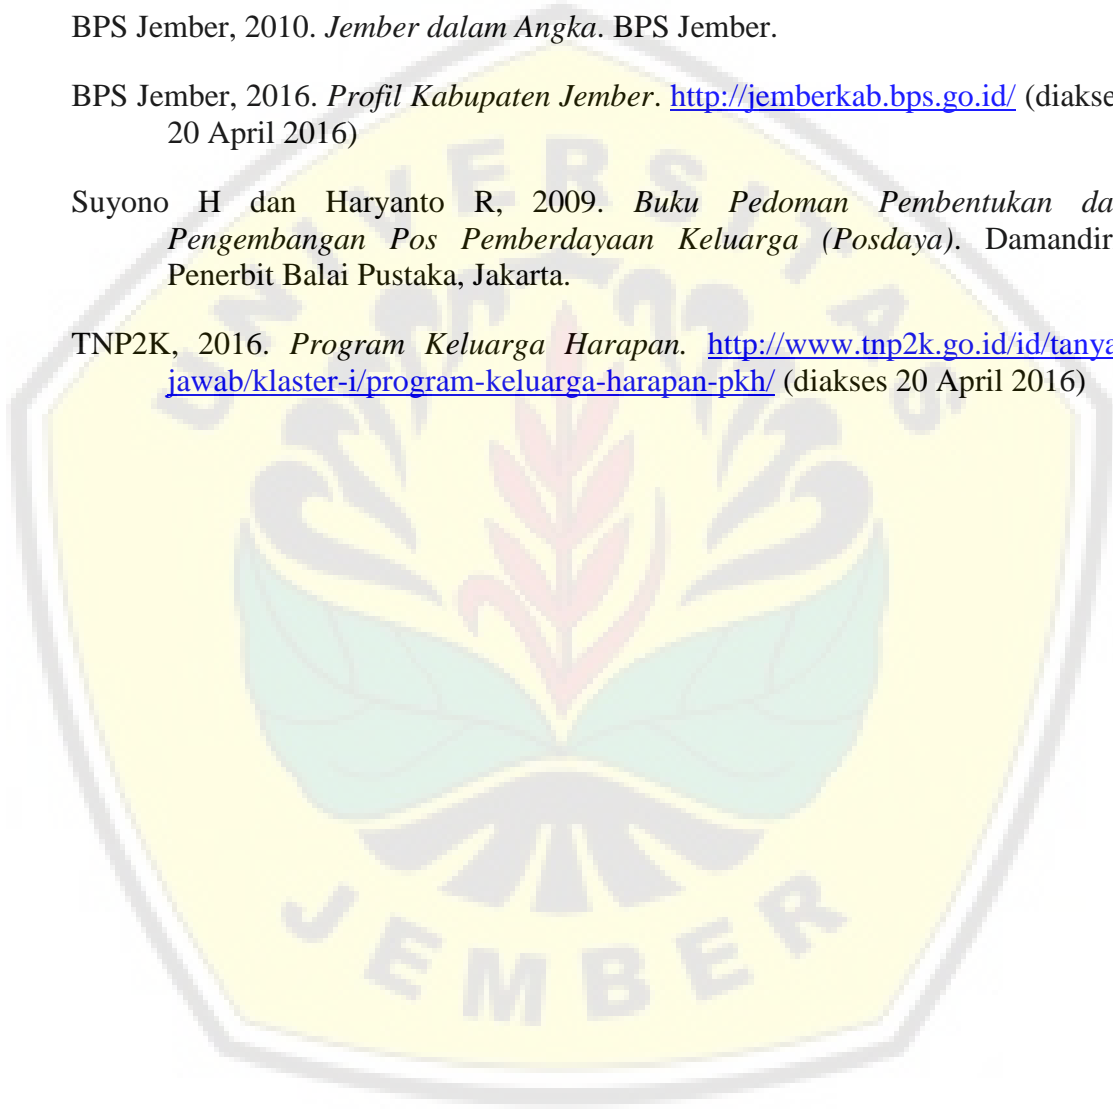 BPS Jember, 2010. Jember dalam Angka. BPS Jember.
BPS Jember, 2016. Profil Kabupaten Jember. http://jemberkab.bps.go.id/ (diakse
20 April 2016)
Suyono H dan Haryanto R, 2009. Buku Pedoman Pembentukan da
Pengembangan Pos Pemberdayaan Keluarga (Posdaya). Damandir
Penerbit Balai Pustaka, Jakarta.
TNP2K, 2016. Program Keluarga Harapan. http://www.tnp2k.go.id/id/tanya
jawab/klaster-i/program-keluarga-harapan-pkh/ (diakses 20 April 2016)
UNIVERSITAS
JEMBER